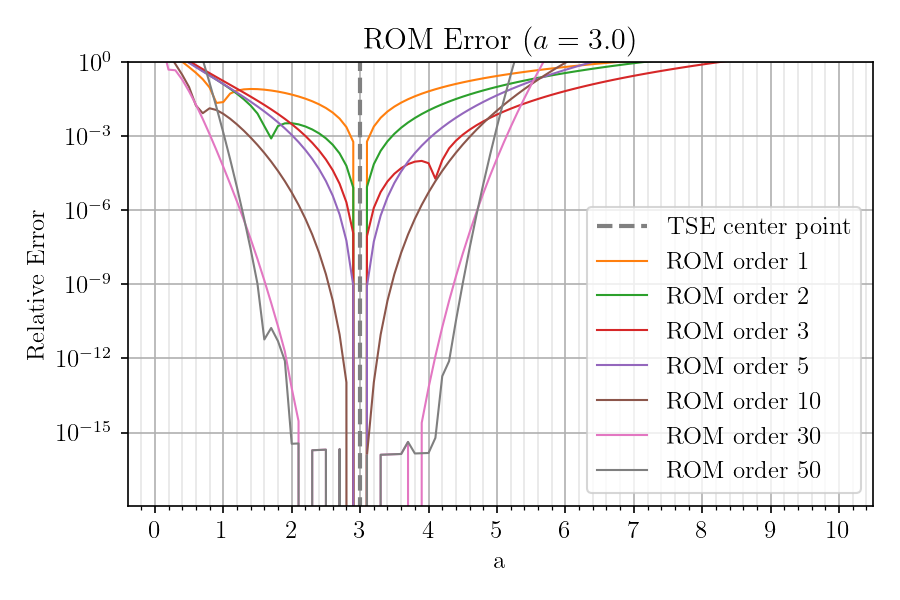 ROM Error (a = 3.0)
Relative Error
10⁰
10⁻³
10⁻⁶
10⁻⁹
10⁻¹²
10⁻¹⁵
TSE center point
ROM order 1
ROM order 2
ROM order 3
ROM order 5
ROM order 10
ROM order 30
ROM order 50
0 1 2 3 4 5 6 7 8 9 10
a